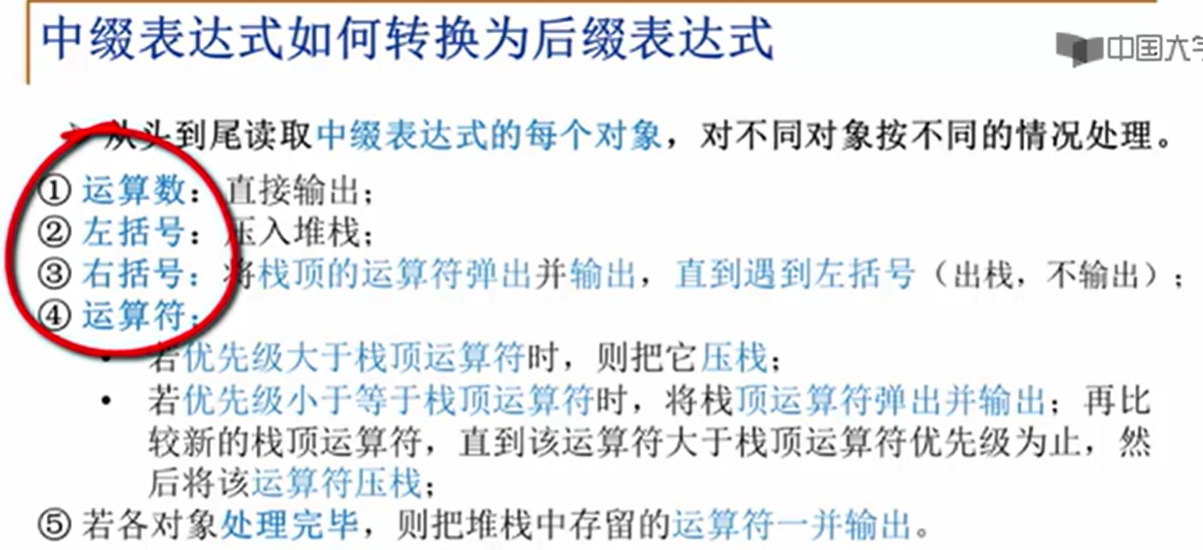 中缀表达式如何转换为后缀表达式
中国大学
从头到尾读取中缀表达式的每个对象，对不同对象按不同的情况处理。
① 运算数：直接输出；
② 左括号：压入堆栈；
③ 右括号：将栈顶的运算符弹出并输出，直到遇到左括号（出栈，不输出）；
④ 运算符：
• 若优先级大于栈顶运算符时，则把它压栈；
• 若优先级小于等于栈顶运算符时，将栈顶运算符弹出并输出；再比
较新的栈顶运算符，直到该运算符大于栈顶运算符优先级为止，然
后将该运算符压栈；
⑤ 若各对象处理完毕，则把堆栈中存留的运算符一并输出。